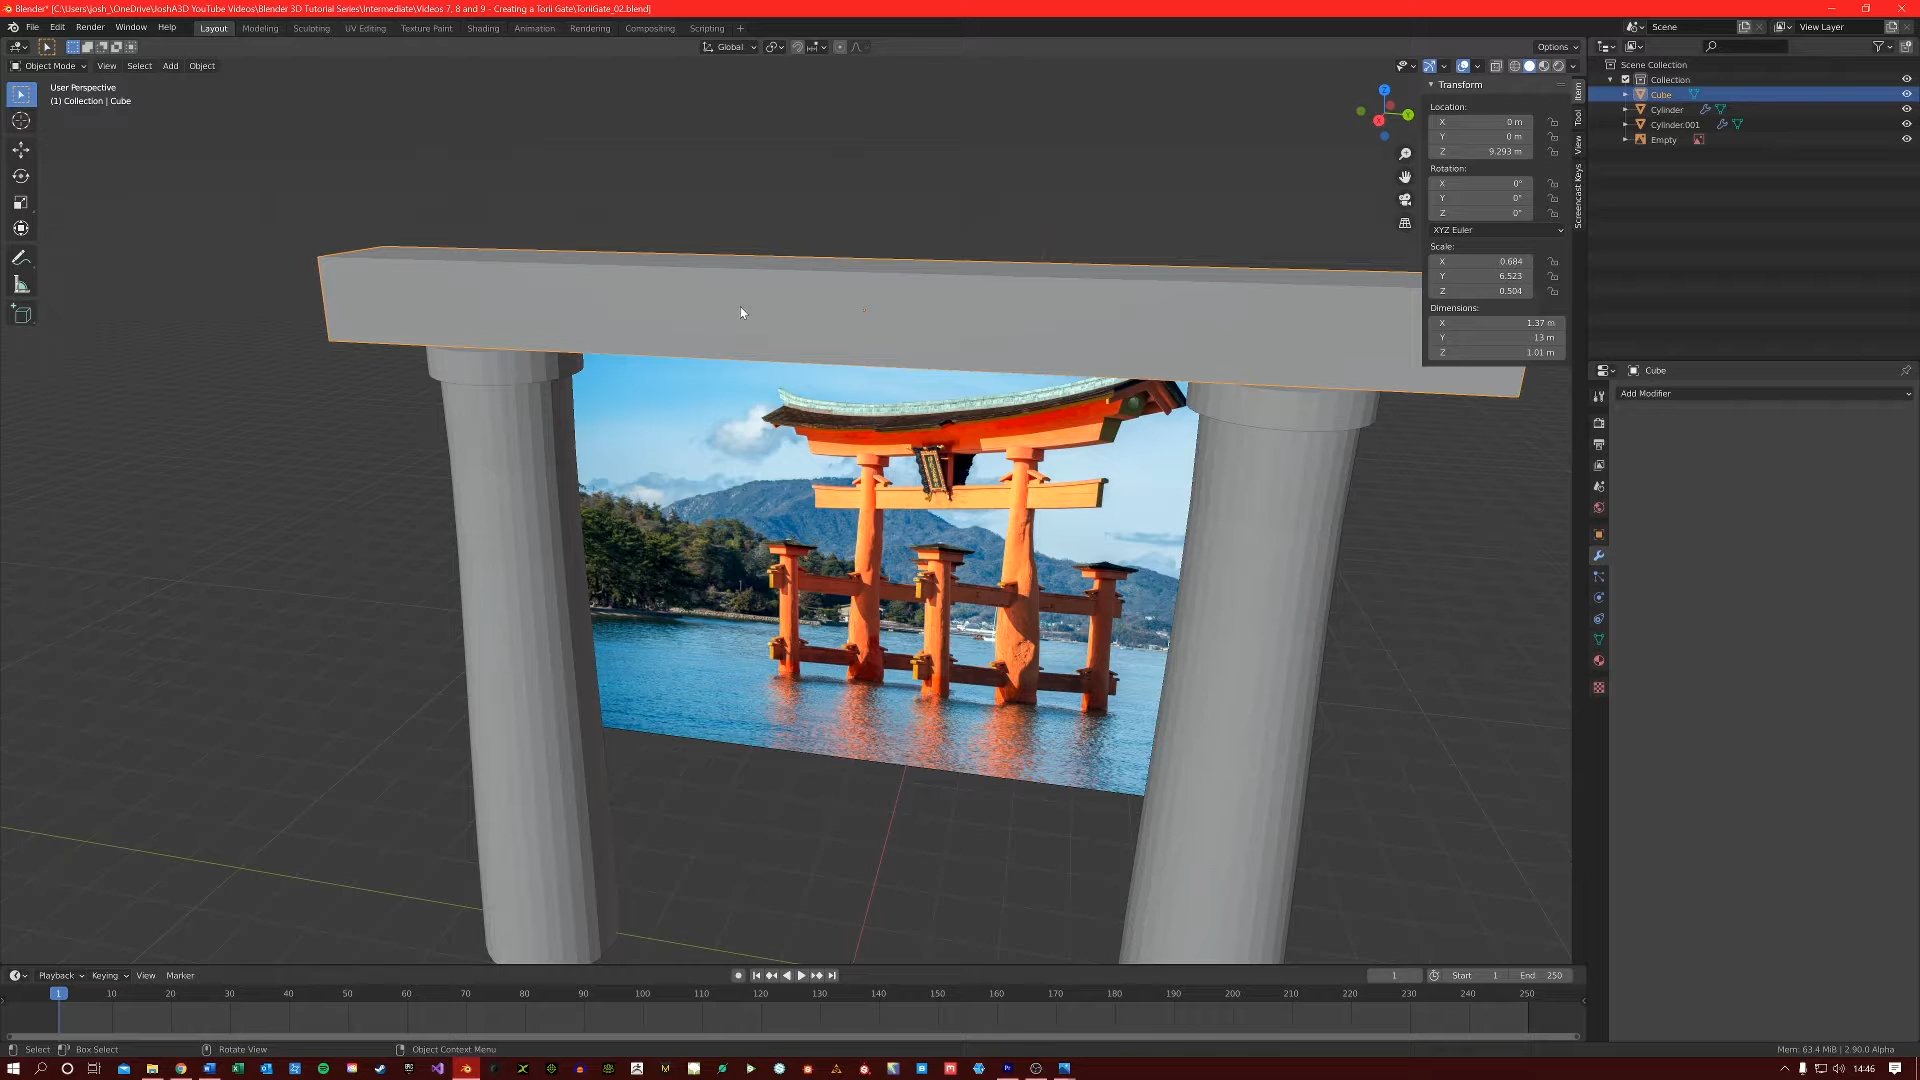 Blender* [C:\Users\josh_\OneDrive\JoshA3D YouTube Videos\Blender 3D Tutorial Series\Intermediate\Videos 7, 8 and 9 - Creating a Torii Gate\ToriiGate_02.blend]
File Edit Render Window Help Layout Modeling Sculpting UV Editing Texture Paint Shading Animation Rendering Compositing Scripting + Scene View Layer
Global Options
Object Mode View Select Add Object
User Perspective
(1) Collection | Cube
Z
Y
X
Transform
Location:
X 0 m
Y 0 m
Z 9.293 m
Rotation:
X 0°
Y 0°
Z 0°
XYZ Euler
Scale:
X 0.684
Y 6.523
Z 0.504
Dimensions:
X 1.37 m
Y 13 m
Z 1.01 m
Item
Tool
View
Screencast Keys
Scene Collection
Collection
Cube
Cylinder
Cylinder.001
Empty
Cube
Add Modifier
Playback Keying View Marker 1 Start 1 End 250
1 10 20 30 40 50 60 70 80 90 100 110 120 130 140 150 160 170 180 190 200 210 220 230 240 250
Select Box Select Rotate View Object Context Menu Mem: 63.4 MiB | 2.90.0 Alpha
14:46